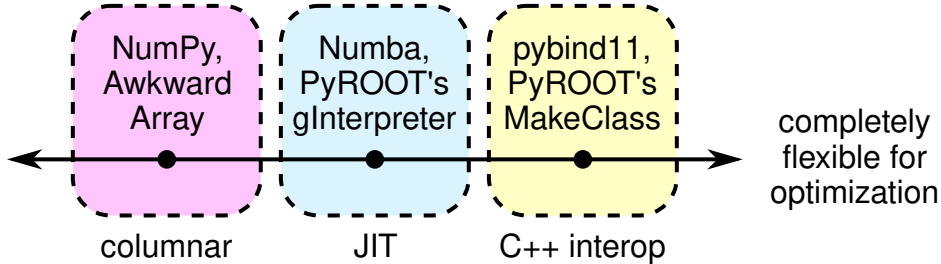 NumPy,
Awkward
Array
Numba,
PyROOT's
gInterpreter
pybind11,
PyROOT's
MakeClass
completely
flexible for
optimization
columnar
JIT
C++ interop